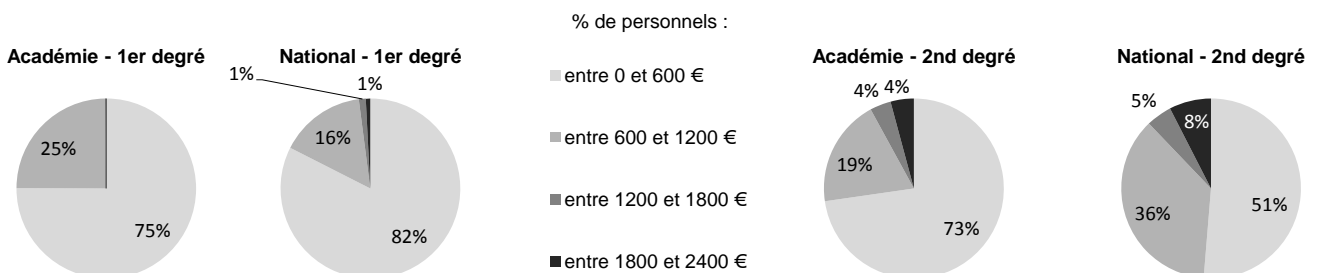 % de personnels :
Académie - 1er degré
National - 1er degré
Académie - 2nd degré
National - 2nd degré
1%
1%
25%
75%
16%
82%
entre 0 et 600 €
entre 600 et 1200 €
entre 1200 et 1800 €
entre 1800 et 2400 €
4%
4%
19%
73%
5%
8%
36%
51%